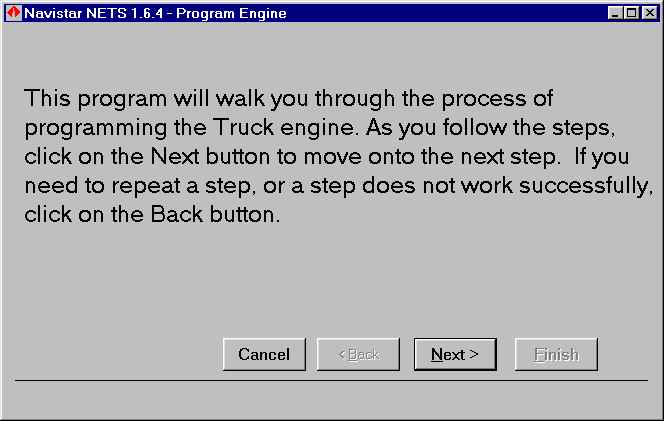 Navistar NETS 1.6.4 - Program Engine
This program will walk you through the process of
programming the Truck engine. As you follow the steps,
click on the Next button to move onto the next step.  If you
need to repeat a step, or a step does not work successfully,
click on the Back button.
Cancel < Back Next > Finish